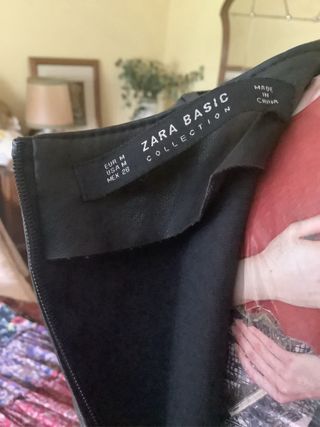 ZARA BASIC
COLLECTION
MADE
IN
CHINA
EUR M
USA M
MEX 28